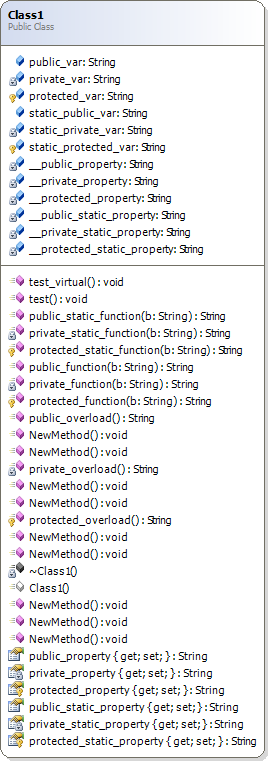 Class1
Public Class
public_var: String
private_var: String
protected_var: String
static_public_var: String
static_private_var: String
static_protected_var: String
__public_property: String
__private_property: String
__protected_property: String
__public_static_property: String
__private_static_property: String
__protected_static_property: String
test_virtual() : void
test() : void
public_static_function(b: String) : String
private_static_function(b: String) : String
protected_static_function(b: String) : String
public_function(b: String) : String
private_function(b: String) : String
protected_function(b: String) : String
public_overload() : String
NewMethod() : void
NewMethod() : void
private_overload() : String
NewMethod() : void
NewMethod() : void
protected_overload() : String
NewMethod() : void
NewMethod() : void
~Class1()
Class1()
NewMethod() : void
NewMethod() : void
NewMethod() : void
public_property { get; set; } : String
private_property { get; set; } : String
protected_property { get; set; } : String
public_static_property { get; set; } : String
private_static_property { get; set; } : String
protected_static_property { get; set; } : String